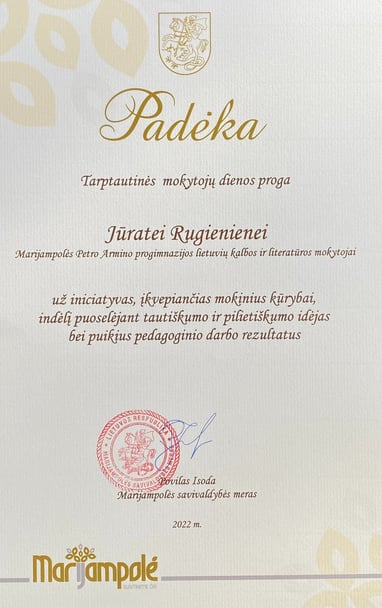 Padėka
Tarptautinės mokytojų dienos proga
Jūratei Rugienienei
Marijampolės Petro Armino progimnazijos lietuvių kalbos ir literatūros mokytojai
už iniciatyvas, įkvepiančias mokinius kūrybai,
indėlį puoselėjant tautiškumo ir pilietiškumo idėjas
bei puikius pedagoginio darbo rezultatus
LIETUVOS RESPUBLIKA
Povilas Isoda
Marijampolės savivaldybės meras
2022 m.
Marijampolė